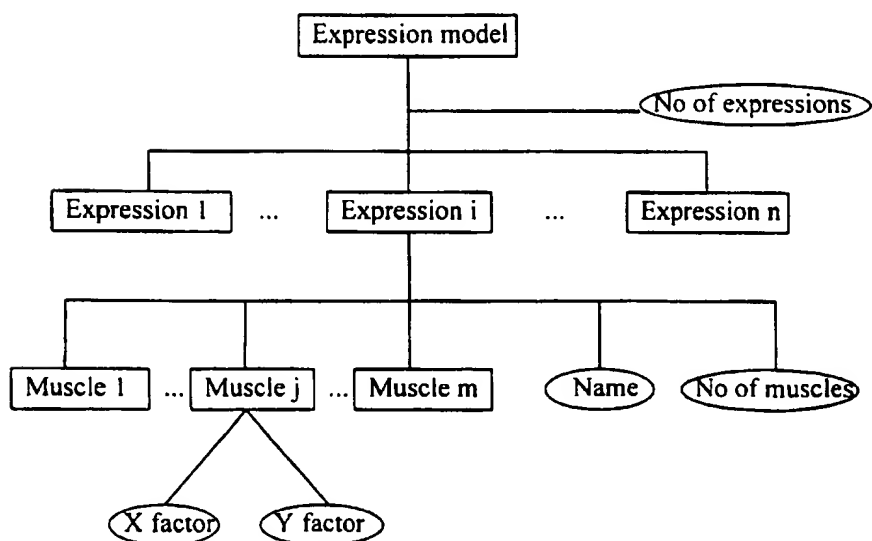 Expression model
No of expressions
Expression 1 ... Expression i ... Expression n
Muscle 1 ... Muscle j ... Muscle m Name No of muscles
X factor Y factor